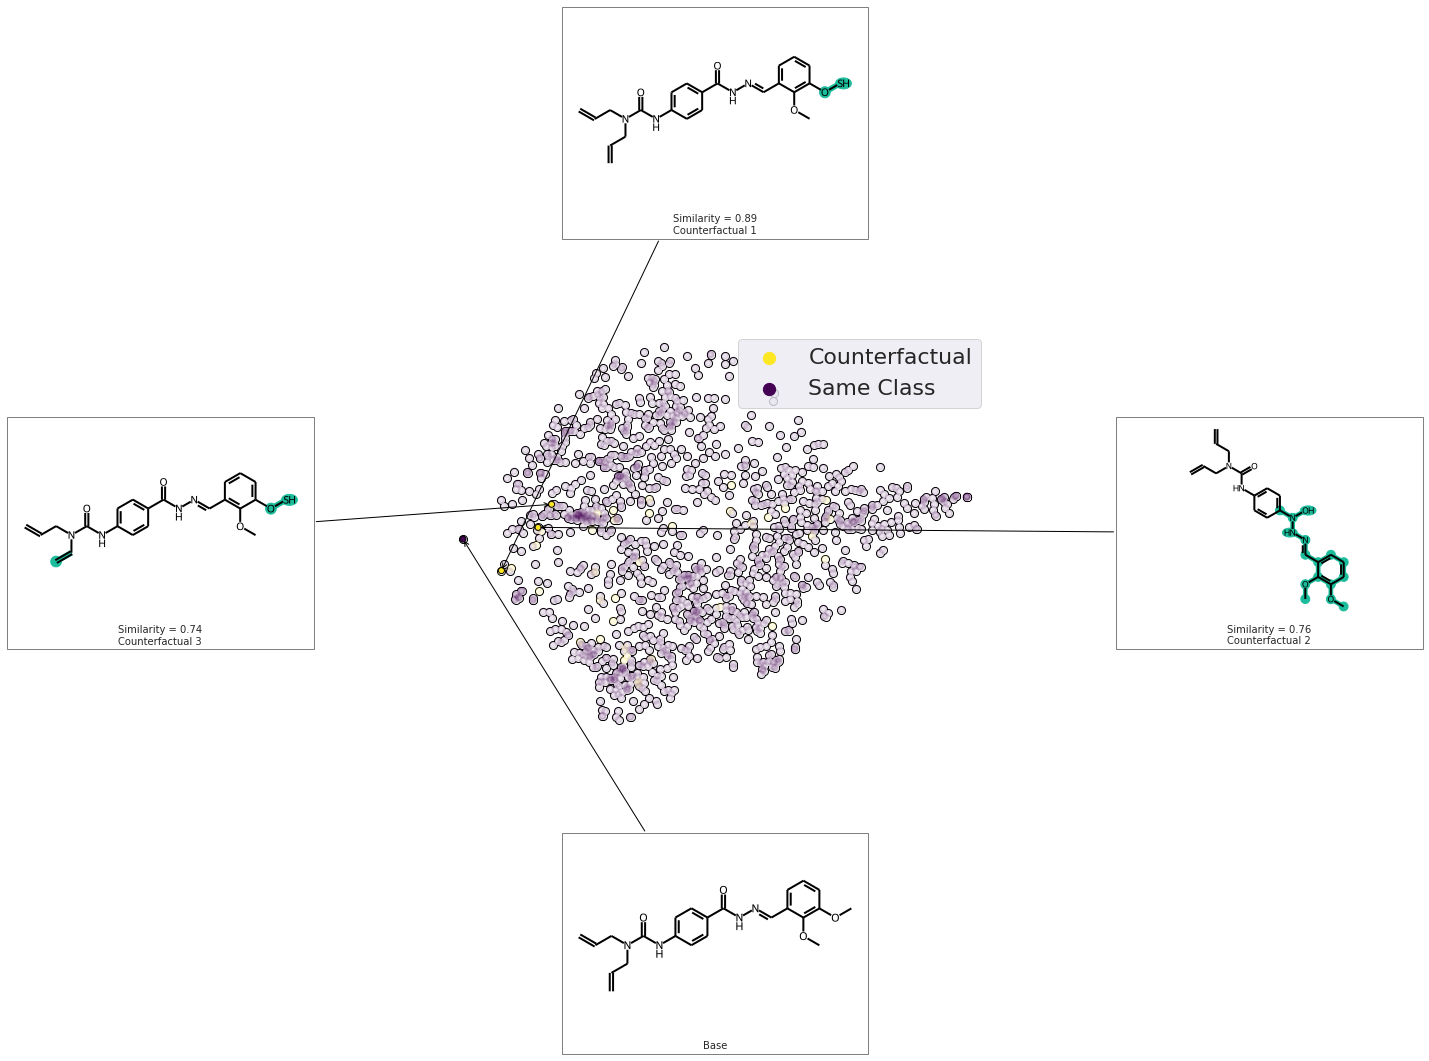 O
O
N
N
H
N
H
N
O
SH
O
Similarity = 0.89
Counterfactual 1
Counterfactual
Same Class
O
O
N
N
H
N
H
N
O
SH
O
Similarity = 0.74
Counterfactual 3
N
O
HN
OH
HN
N
O
O
Similarity = 0.76
Counterfactual 2
O
O
N
N
H
N
H
N
O
O
Base